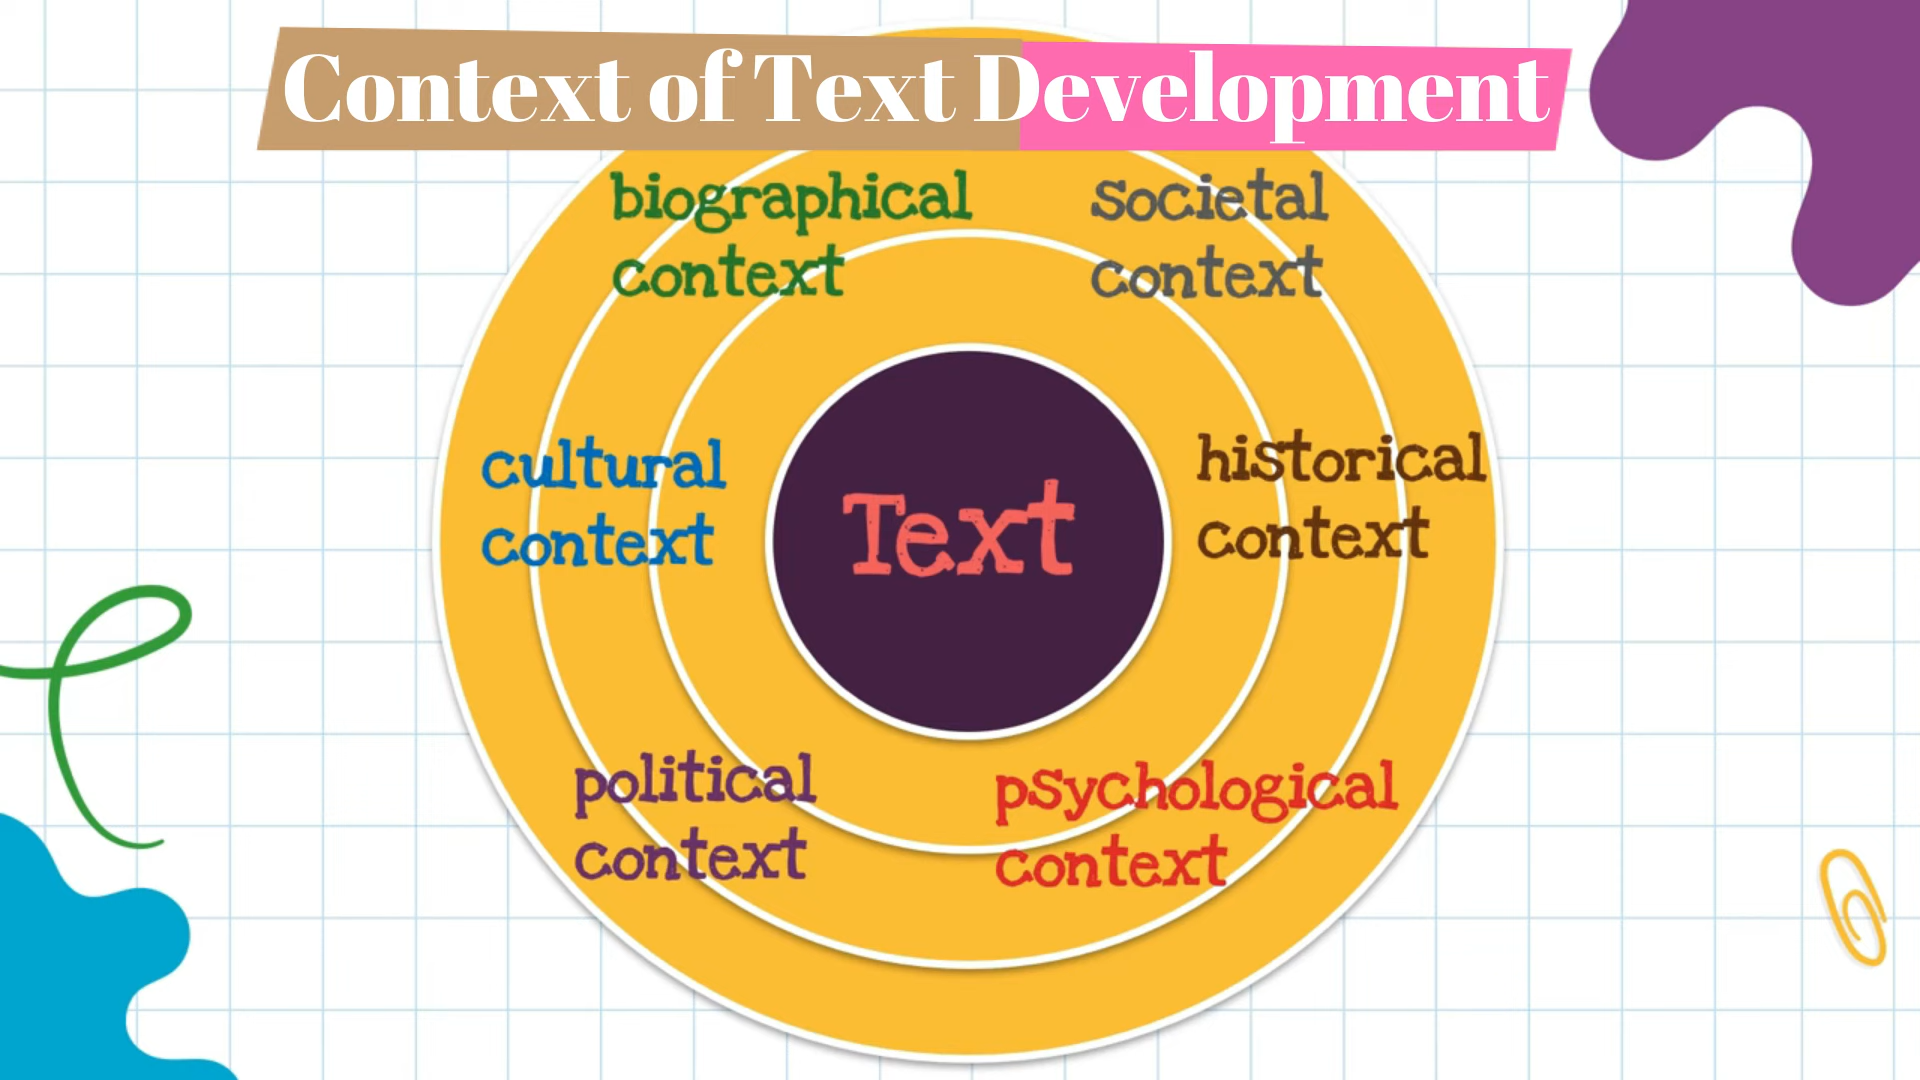 Context of Text Development
biographical
context
societal
context
cultural
context
Text
historical
context
political
context
psychological
context